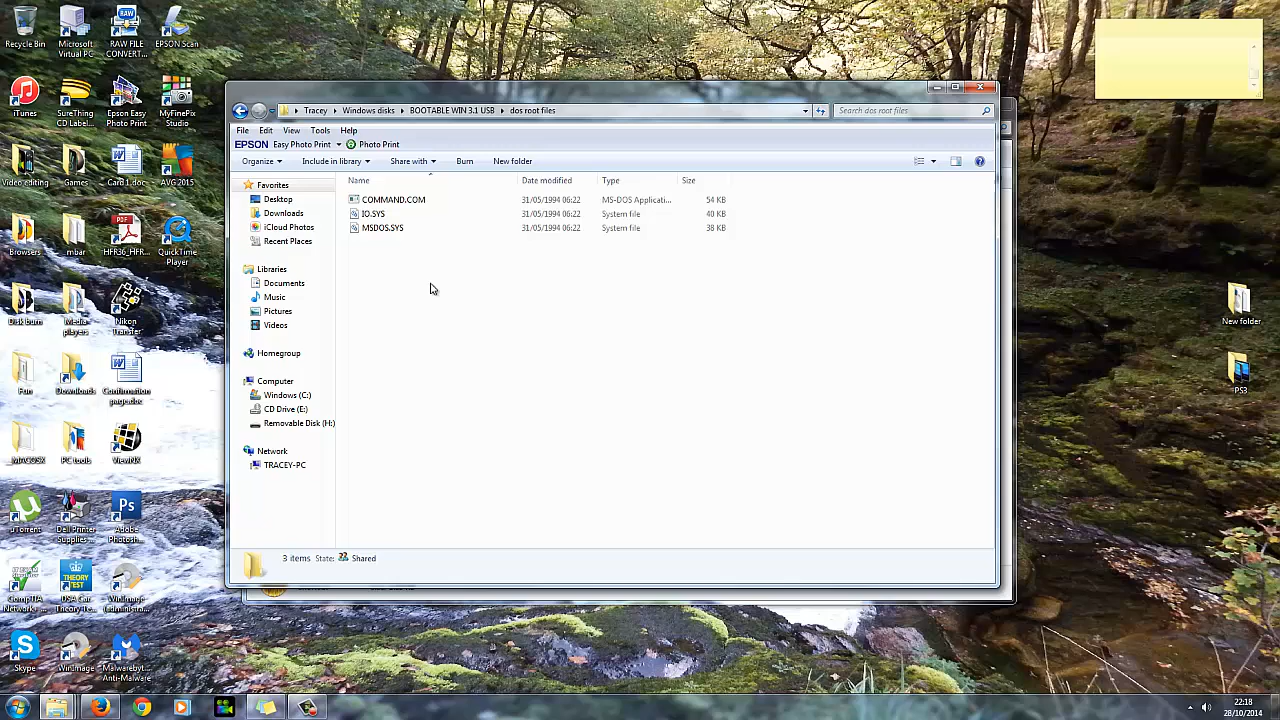 Recycle Bin
Microsoft Virtual PC
RAW FILE CONVERT...
EPSON Scan
iTunes
SureThing CD Label...
Epson Easy Photo Print
MyFinePix Studio
Video editing
Games
Card 1.doc
AVG 2015
Browsers
mbar
HFR36_HFR...
QuickTime Player
Disk burn
Media players
Nikon Transfer
Fun
Downloads
Confirmation page.doc
_MACOSX
PC tools
ViewNX
uTorrent
Dell Printer Supplies...
Adobe Photosh...
CompTIA Network+...
DSA Car Theory Te...
WinImage (administra...
Skype
WinImage
Malwareby... Anti-Malware
Tracey
Windows disks
BOOTABLE WIN 3.1 USB
dos root files
Search dos root files
File Edit View Tools Help
EPSON Easy Photo Print Photo Print
Organize Include in library Share with Burn New folder
Name Date modified Type Size
COMMAND.COM 31/05/1994 06:22 MS-DOS Applicati... 54 KB
IO.SYS 31/05/1994 06:22 System file 40 KB
MSDOS.SYS 31/05/1994 06:22 System file 38 KB
Favorites
Desktop
Downloads
iCloud Photos
Recent Places
Libraries
Documents
Music
Pictures
Videos
Homegroup
Computer
Windows (C:)
CD Drive (E:)
Removable Disk (H:)
Network
TRACEY-PC
3 items State: Shared
New folder
PS3
22:18
28/10/2014